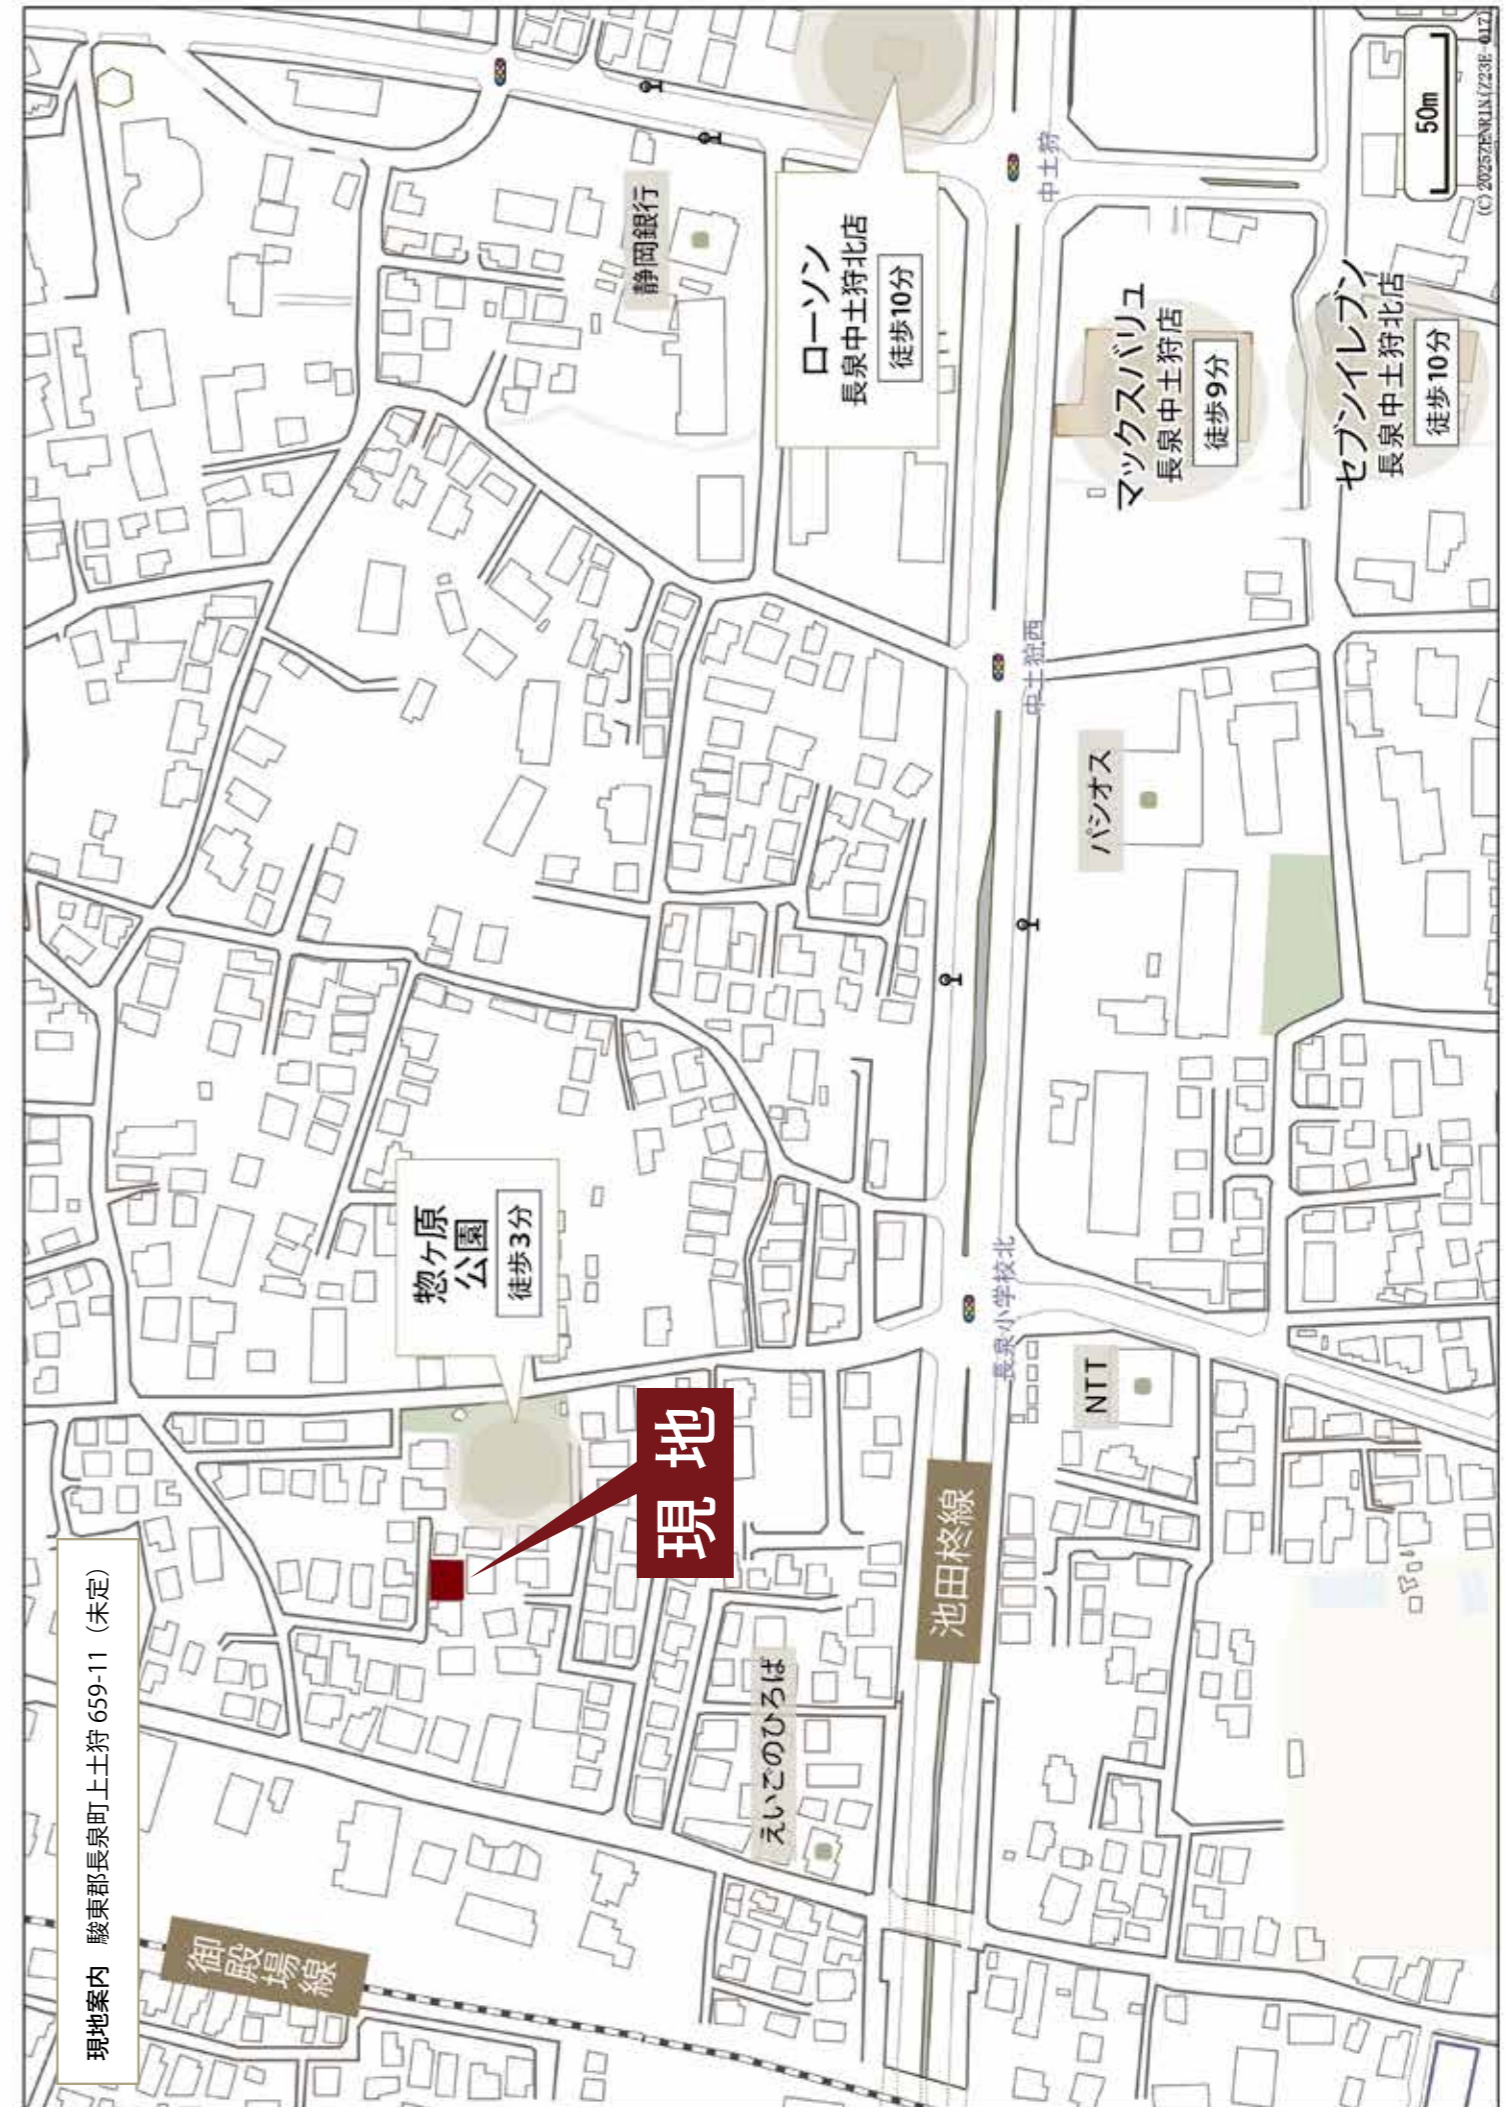 現地案内 駿東郡長泉町上土狩 659-11（未定）
御殿場線
惣ヶ原
公園
徒歩3分
現 地
えいごのひろば
池田柊線
静岡銀行
ローソン
長泉中土狩北店
徒歩10分
中土狩
中土狩西
長泉小学校北
NTT
パシオス
マックスバリュ
長泉中土狩店
徒歩9分
セブンイレブン
長泉中土狩北店
徒歩10分
50m
(C) 2025ZENRIN(Z23E-017)